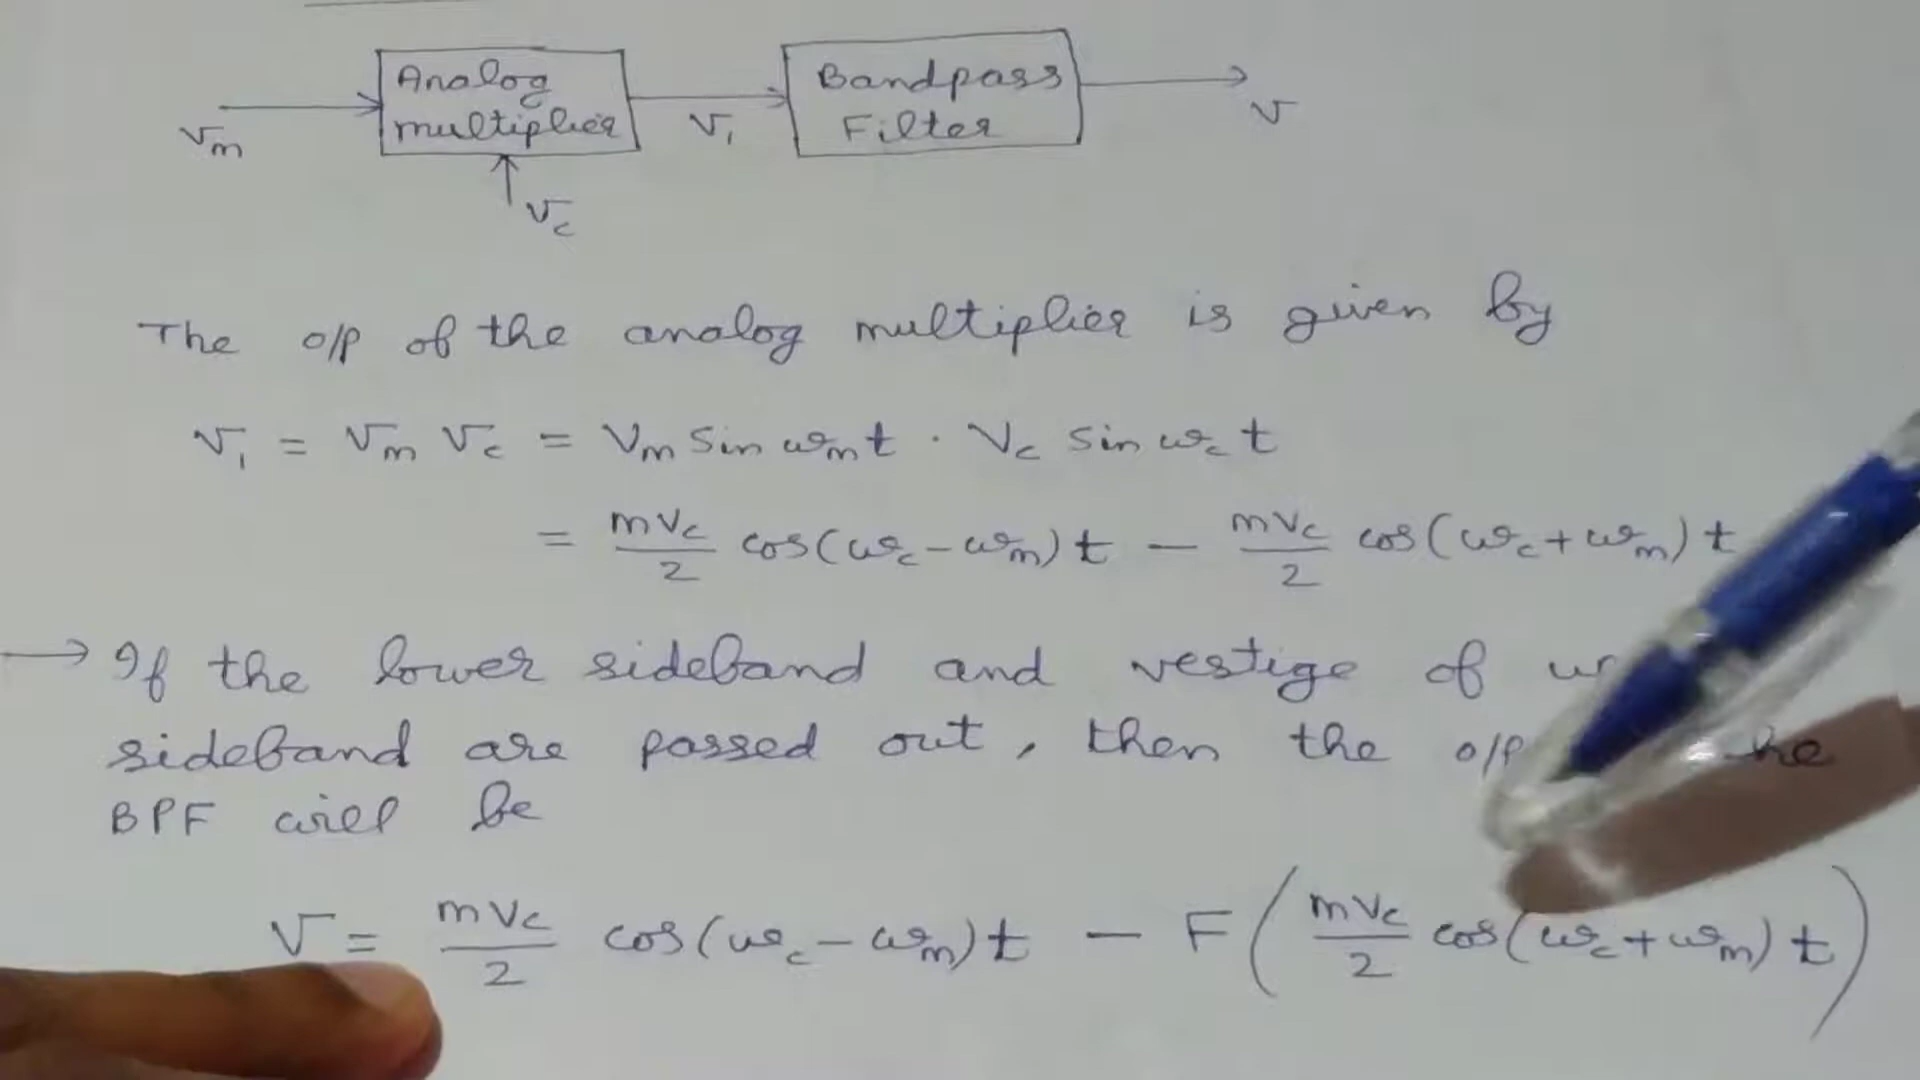 Analog
multiplier
Bandpass
Filter
Vm
V1
V
Vc
The o/p of the analog multiplier is given by
V1 = Vm Vc = Vm Sin ωmt . Vc Sin ωc t
= mVc/2 cos(ωc - ωm)t - mVc/2 cos(ωc + ωm)t
→ If the lower sideband and vestige of
sideband are passed out, then the o/p
BPF will be
V = mVc/2 cos(ωc - ωm)t - F(mVc/2 cos(ωc + ωm)t)